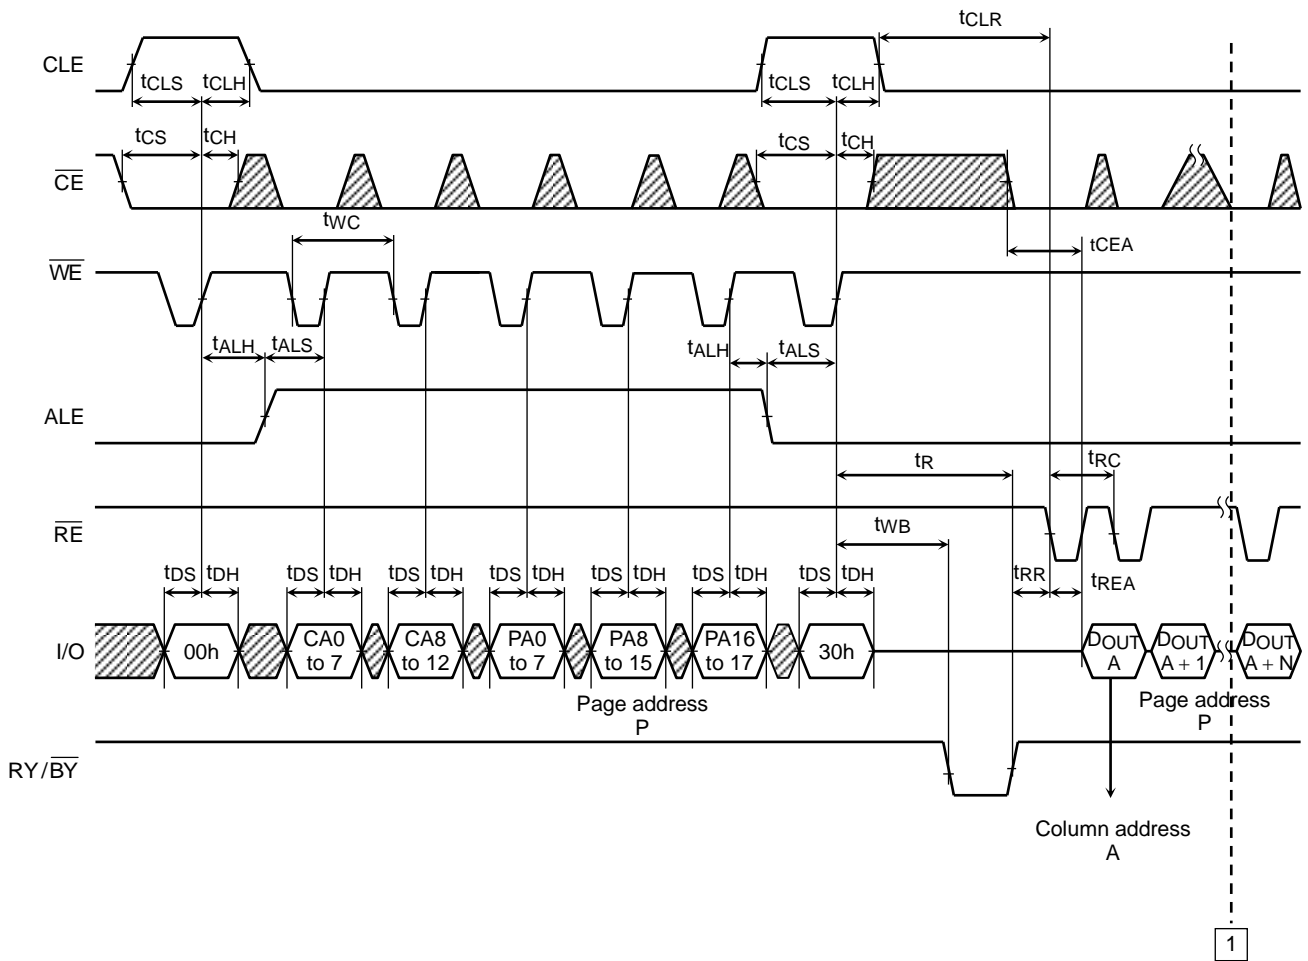 tCLR
CLE
tCLS tCLH tCLS tCLH
tCS tCH tCS tCH
CE
tWC
tCEA
WE
tALH tALS tALH tALS
ALE
tR tRC
RE
tWB
tDS tDH tDS tDH tDS tDH tDS tDH tDS tDH tDS tDH tDS tDH tRR tREA
I/O 00h CA0 to 7 CA8 to 12 PA0 to 7 PA8 to 15 PA16 to 17 30h DOUT A DOUT A + 1 DOUT A + N
Page address P
Page address P
RY/BY
Column address
A
1